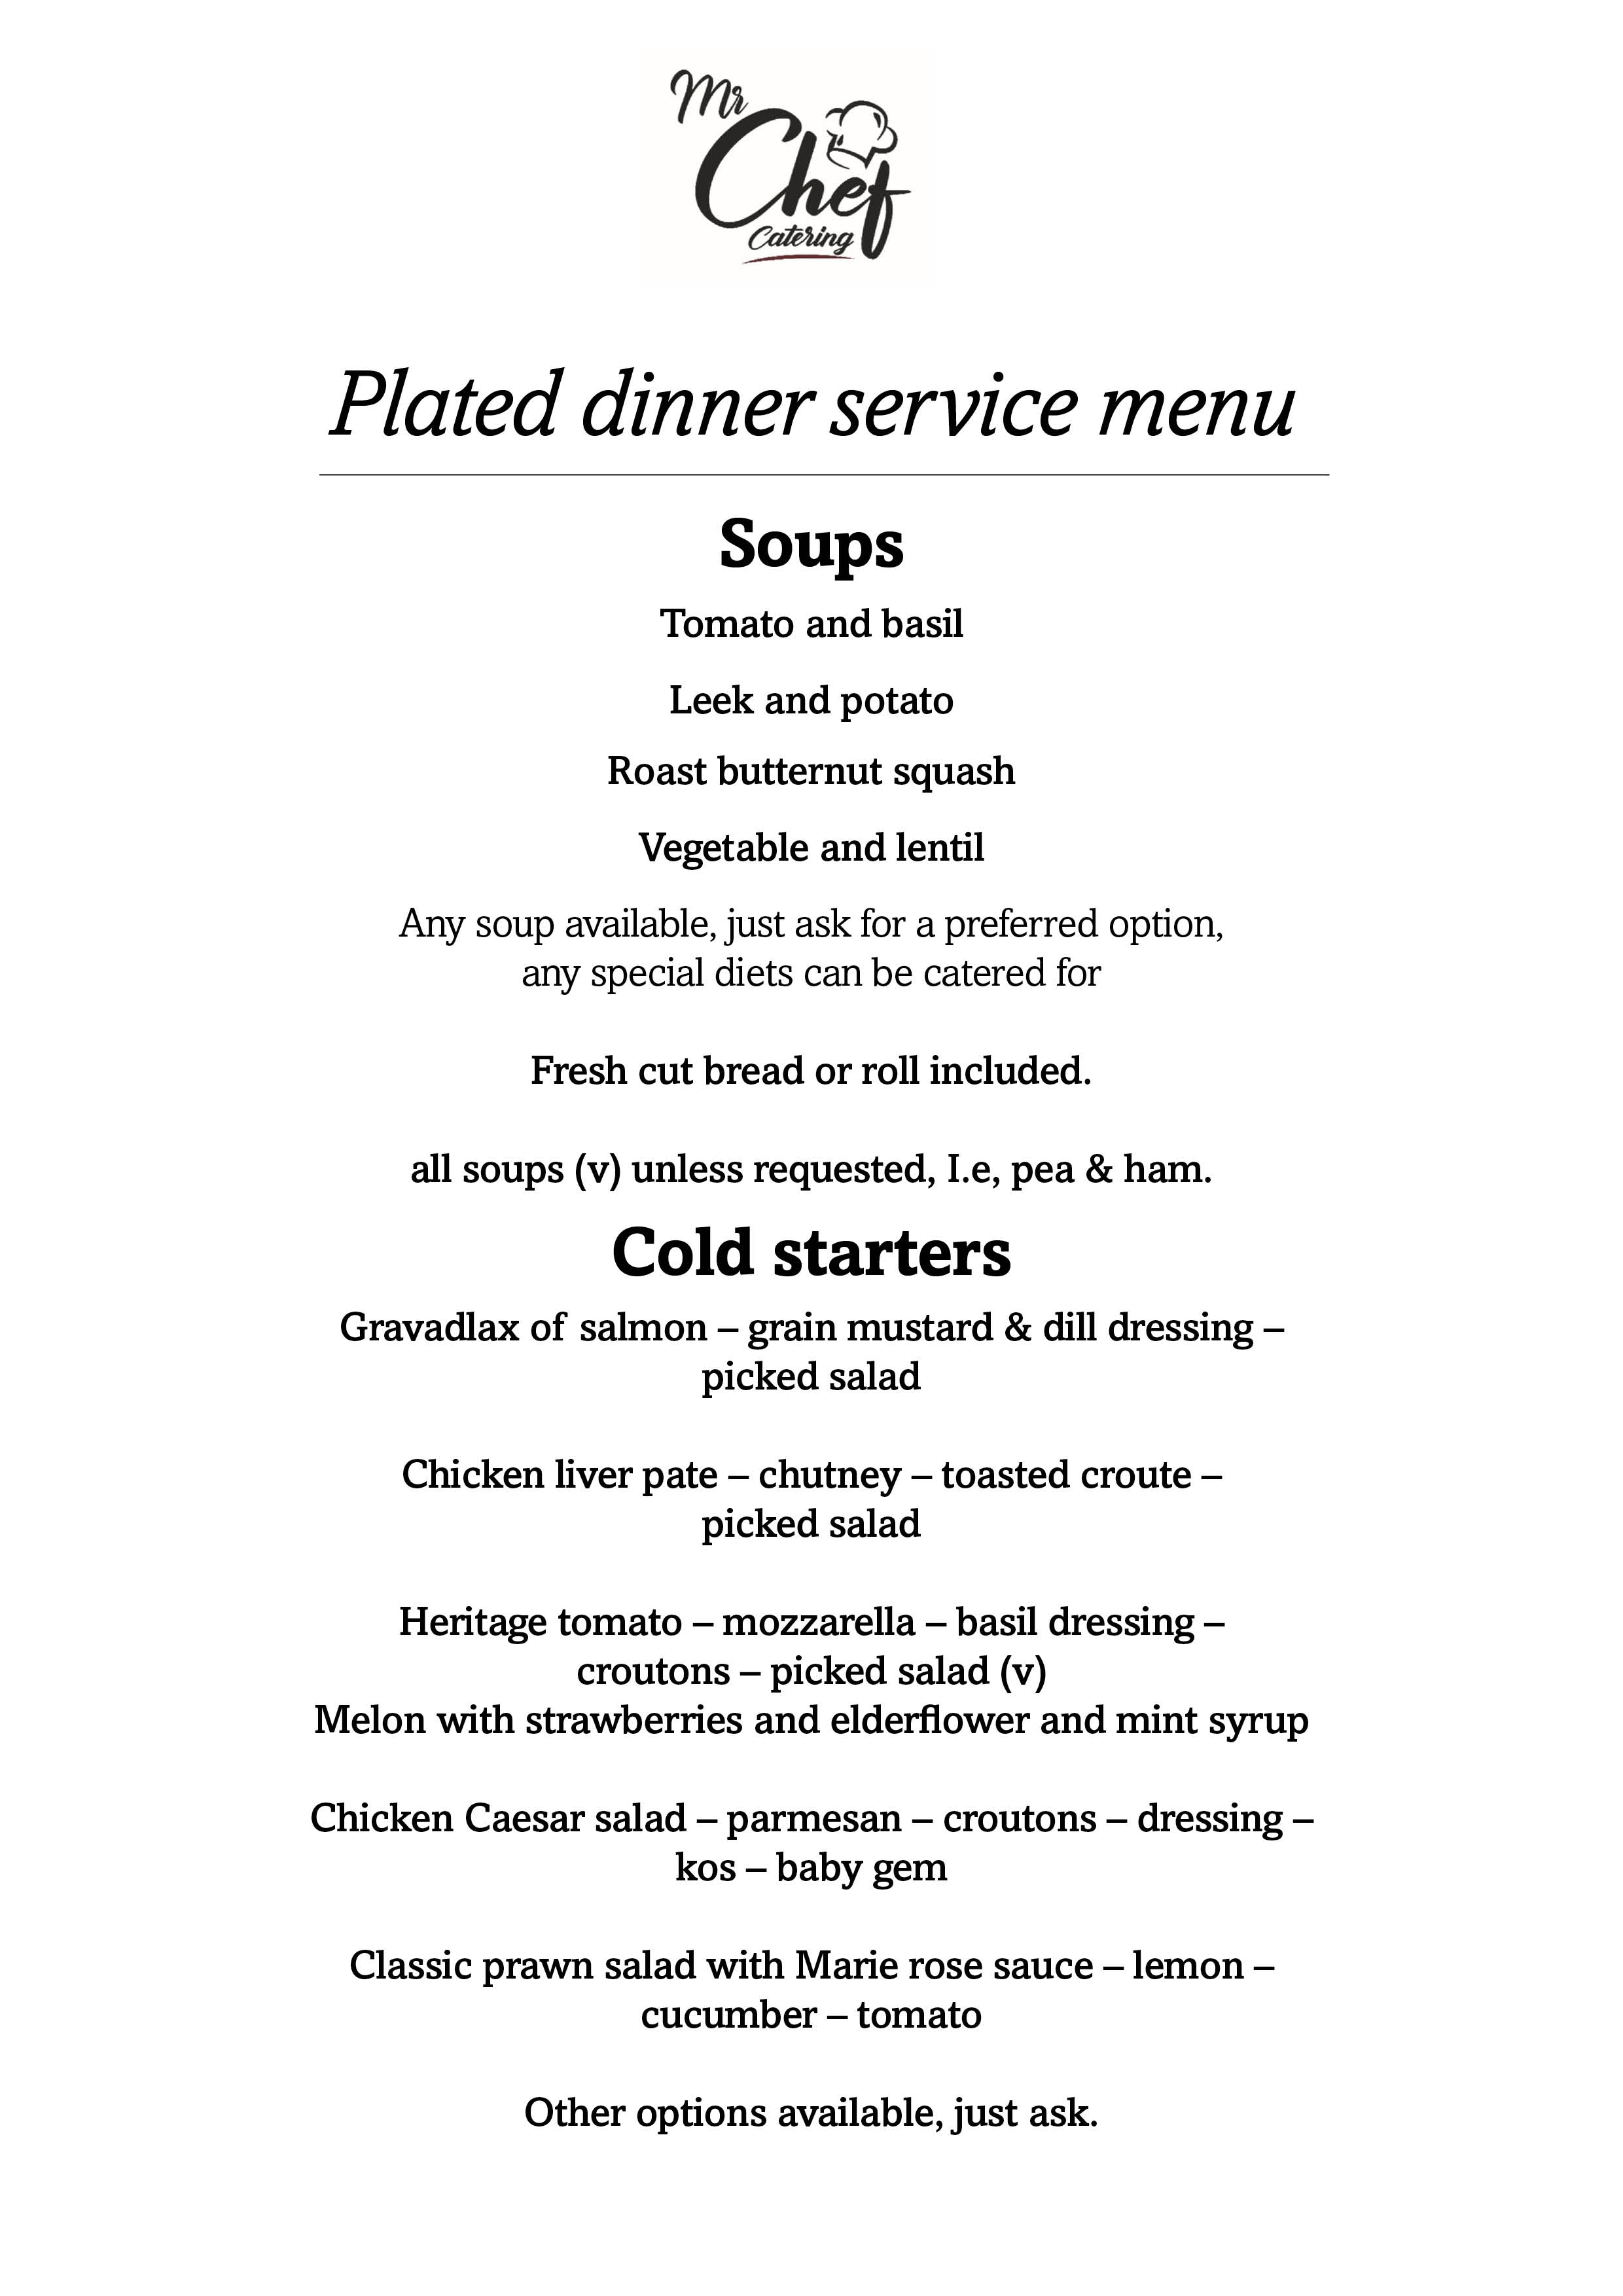 Mr
Chef
Catering
Plated dinner service menu
Soups
Tomato and basil
Leek and potato
Roast butternut squash
Vegetable and lentil
Any soup available, just ask for a preferred option,
any special diets can be catered for
Fresh cut bread or roll included.
all soups (v) unless requested, I.e, pea & ham.
Cold starters
Gravadlax of salmon – grain mustard & dill dressing –
picked salad
Chicken liver pate – chutney – toasted croute –
picked salad
Heritage tomato – mozzarella – basil dressing –
croutons – picked salad (v)
Melon with strawberries and elderflower and mint syrup
Chicken Caesar salad – parmesan – croutons – dressing –
kos – baby gem
Classic prawn salad with Marie rose sauce – lemon –
cucumber – tomato
Other options available, just ask.